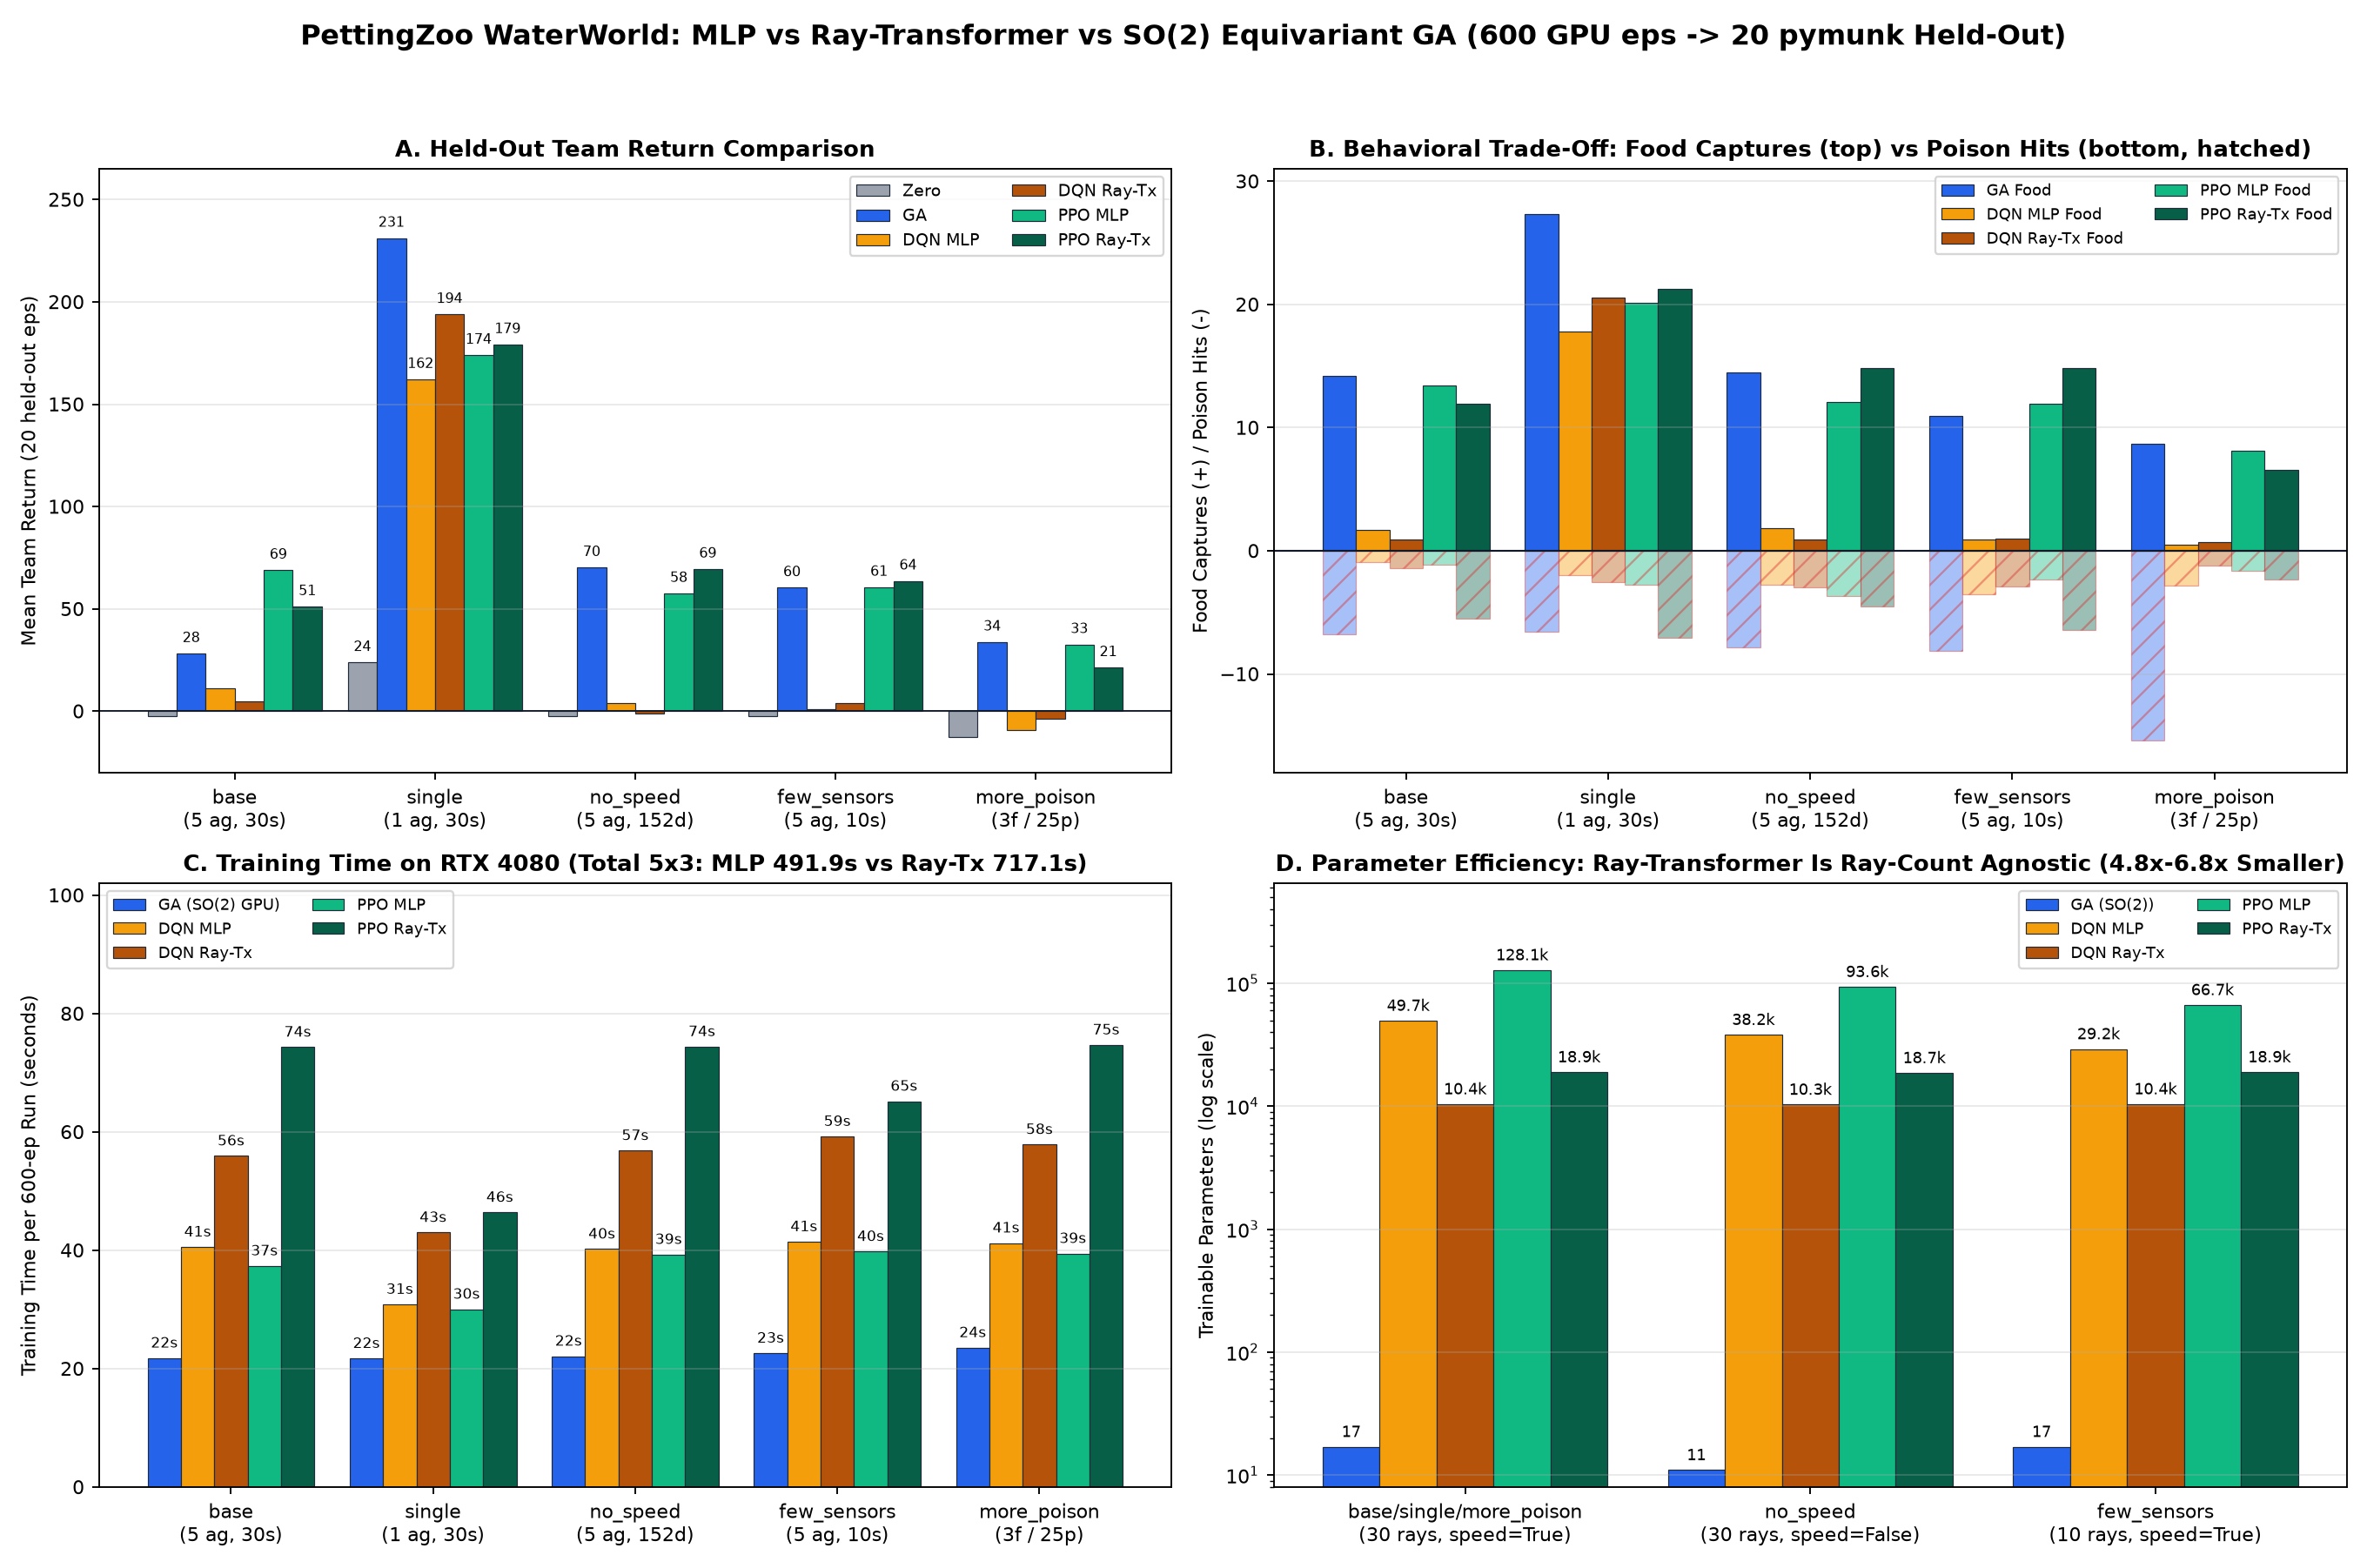 PettingZoo WaterWorld: MLP vs Ray-Transformer vs SO(2) Equivariant GA (600 GPU eps -> 20 pymunk Held-Out)
A. Held-Out Team Return Comparison
Mean Team Return (20 held-out eps)
250
200
150
100
50
0
Zero
GA
DQN MLP
DQN Ray-Tx
PPO MLP
PPO Ray-Tx
28
69
51
24
231
162
194
174
179
70
58
69
60
61
64
34
33
21
base
(5 ag, 30s)
single
(1 ag, 30s)
no_speed
(5 ag, 152d)
few_sensors
(5 ag, 10s)
more_poison
(3f / 25p)
B. Behavioral Trade-Off: Food Captures (top) vs Poison Hits (bottom, hatched)
Food Captures (+) / Poison Hits (-)
30
20
10
0
−10
GA Food
DQN MLP Food
DQN Ray-Tx Food
PPO MLP Food
PPO Ray-Tx Food
base
(5 ag, 30s)
single
(1 ag, 30s)
no_speed
(5 ag, 152d)
few_sensors
(5 ag, 10s)
more_poison
(3f / 25p)
C. Training Time on RTX 4080 (Total 5x3: MLP 491.9s vs Ray-Tx 717.1s)
Training Time per 600-ep Run (seconds)
100
80
60
40
20
0
GA (SO(2) GPU)
DQN MLP
DQN Ray-Tx
PPO MLP
PPO Ray-Tx
22s
41s
56s
37s
74s
22s
31s
43s
30s
46s
22s
40s
57s
39s
74s
23s
41s
59s
40s
65s
24s
41s
58s
39s
75s
base
(5 ag, 30s)
single
(1 ag, 30s)
no_speed
(5 ag, 152d)
few_sensors
(5 ag, 10s)
more_poison
(3f / 25p)
D. Parameter Efficiency: Ray-Transformer Is Ray-Count Agnostic (4.8x-6.8x Smaller)
Trainable Parameters (log scale)
10⁵
10⁴
10³
10²
10¹
GA (SO(2))
DQN MLP
DQN Ray-Tx
PPO MLP
PPO Ray-Tx
17
49.7k
10.4k
128.1k
18.9k
11
38.2k
10.3k
93.6k
18.7k
17
29.2k
10.4k
66.7k
18.9k
base/single/more_poison
(30 rays, speed=True)
no_speed
(30 rays, speed=False)
few_sensors
(10 rays, speed=True)